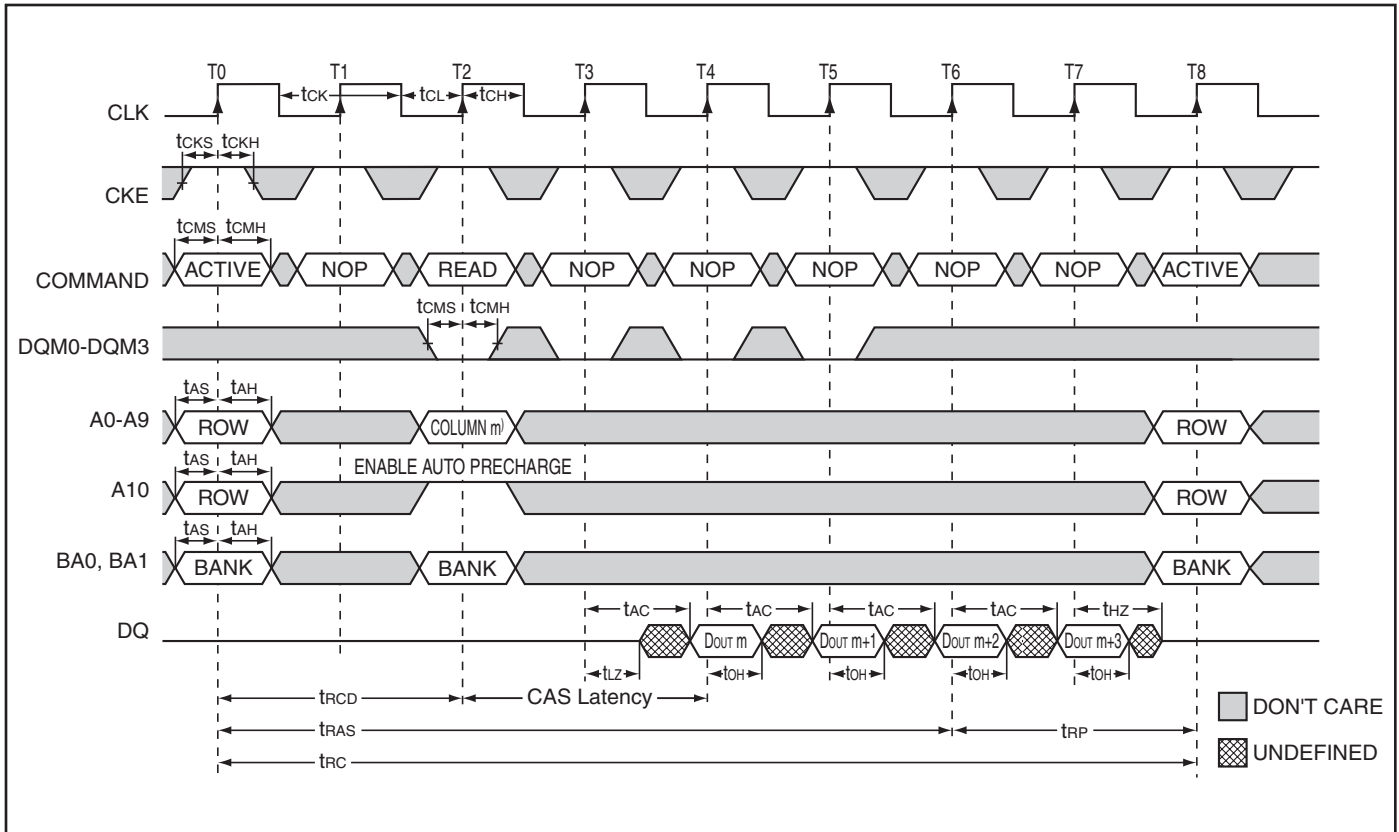 T0 T1 T2 T3 T4 T5 T6 T7 T8
CLK tCK tCL tCH
tCKS tCKH
CKE
tCMS tCMH
COMMAND ACTIVE NOP READ NOP NOP NOP NOP NOP ACTIVE
tCMS tCMH
DQM0-DQM3
tAS tAH
A0-A9 ROW COLUMN m) ROW
tAS tAH ENABLE AUTO PRECHARGE
A10 ROW ROW
tAS tAH
BA0, BA1 BANK BANK BANK
tAC tAC tAC tAC tHZ
DQ DOUT m DOUT m+1 DOUT m+2 DOUT m+3
tLZ tOH tOH tOH tOH
tRCD CAS Latency
DON'T CARE
tRAS tRP
UNDEFINED
tRC